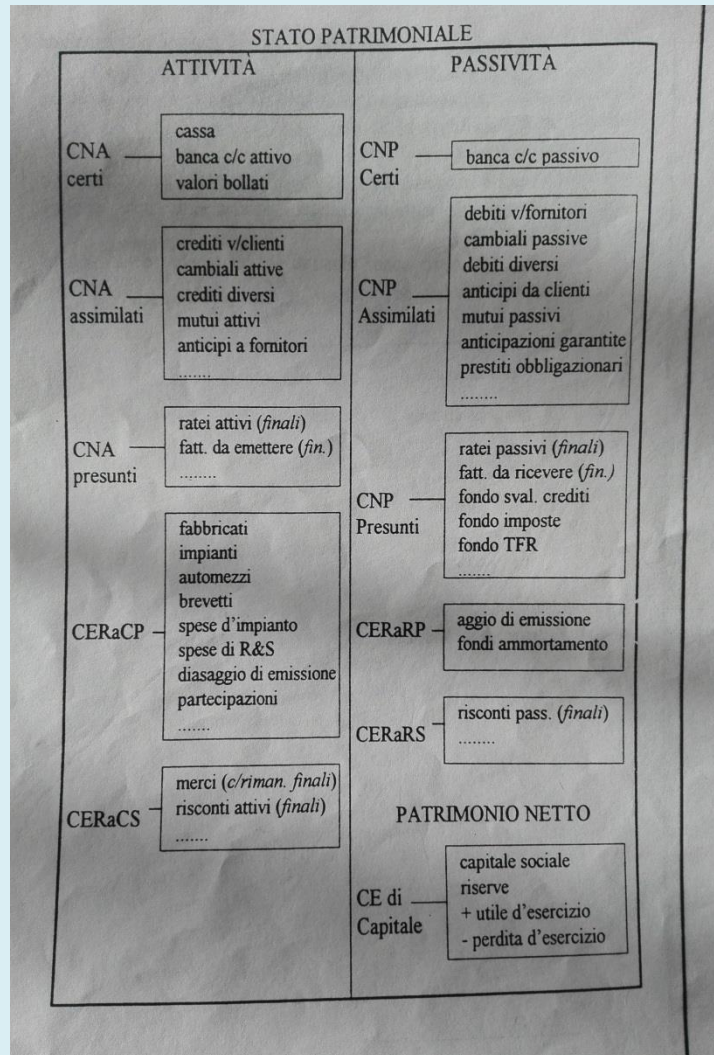 STATO PATRIMONIALE
ATTIVITÀ
CNA certi
cassa
banca c/c attivo
valori bollati
CNA assimilati
crediti v/clienti
cambiali attive
crediti diversi
mutui attivi
anticipi a fornitori
.......
CNA presunti
ratei attivi (finali)
fatt. da emettere (fin.)
........
CERaCP
fabbricati
impianti
automezzi
brevetti
spese d'impianto
spese di R&S
diasaggio di emissione
partecipazioni
.......
CERaCS
merci (c/riman. finali)
risconti attivi (finali)
.......
PASSIVITÀ
CNP Certi
banca c/c passivo
CNP Assimilati
debiti v/fornitori
cambiali passive
debiti diversi
anticipi da clienti
mutui passivi
anticipazioni garantite
prestiti obbligazionari
........
CNP Presunti
ratei passivi (finali)
fatt. da ricevere (fin.)
fondo sval. crediti
fondo imposte
fondo TFR
.......
CERaRP
aggio di emissione
fondi ammortamento
CERaRS
risconti pass. (finali)
........
PATRIMONIO NETTO
CE di Capitale
capitale sociale
riserve
+ utile d'esercizio
- perdita d'esercizio